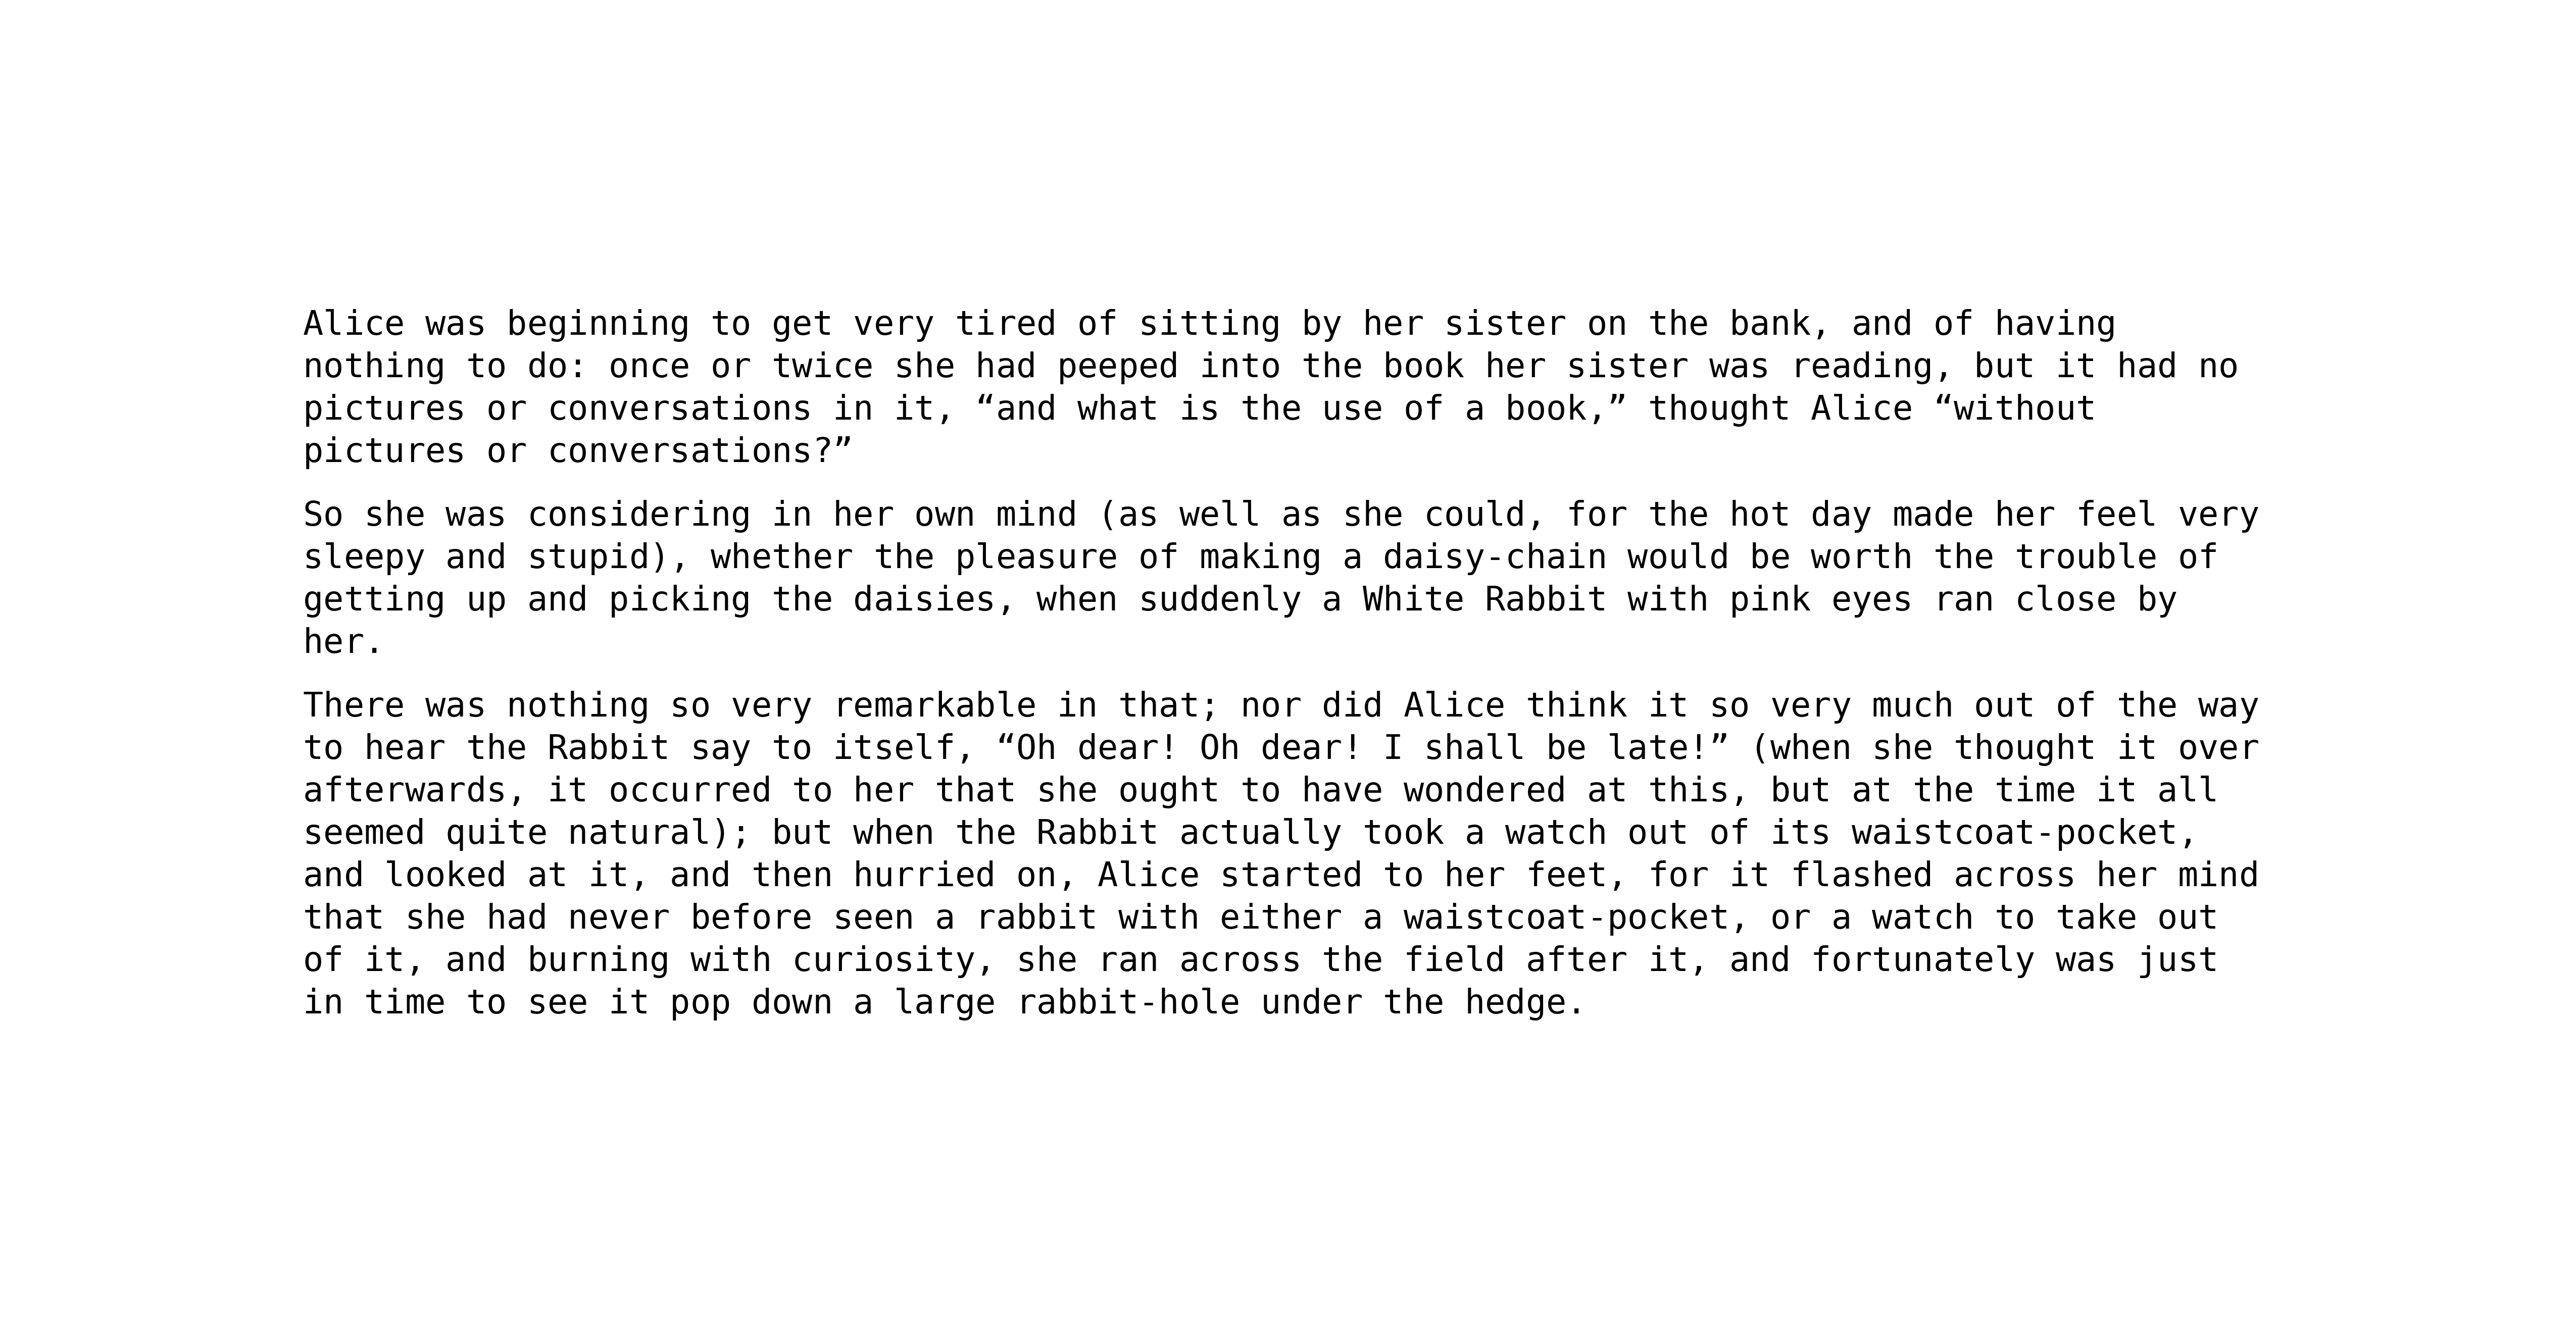 Alice was beginning to get very tired of sitting by her sister on the bank, and of having
nothing to do: once or twice she had peeped into the book her sister was reading, but it had no
pictures or conversations in it, “and what is the use of a book,” thought Alice “without
pictures or conversations?”
So she was considering in her own mind (as well as she could, for the hot day made her feel very
sleepy and stupid), whether the pleasure of making a daisy-chain would be worth the trouble of
getting up and picking the daisies, when suddenly a White Rabbit with pink eyes ran close by
her.
There was nothing so very remarkable in that; nor did Alice think it so very much out of the way
to hear the Rabbit say to itself, “Oh dear! Oh dear! I shall be late!” (when she thought it over
afterwards, it occurred to her that she ought to have wondered at this, but at the time it all
seemed quite natural); but when the Rabbit actually took a watch out of its waistcoat-pocket,
and looked at it, and then hurried on, Alice started to her feet, for it flashed across her mind
that she had never before seen a rabbit with either a waistcoat-pocket, or a watch to take out
of it, and burning with curiosity, she ran across the field after it, and fortunately was just
in time to see it pop down a large rabbit-hole under the hedge.